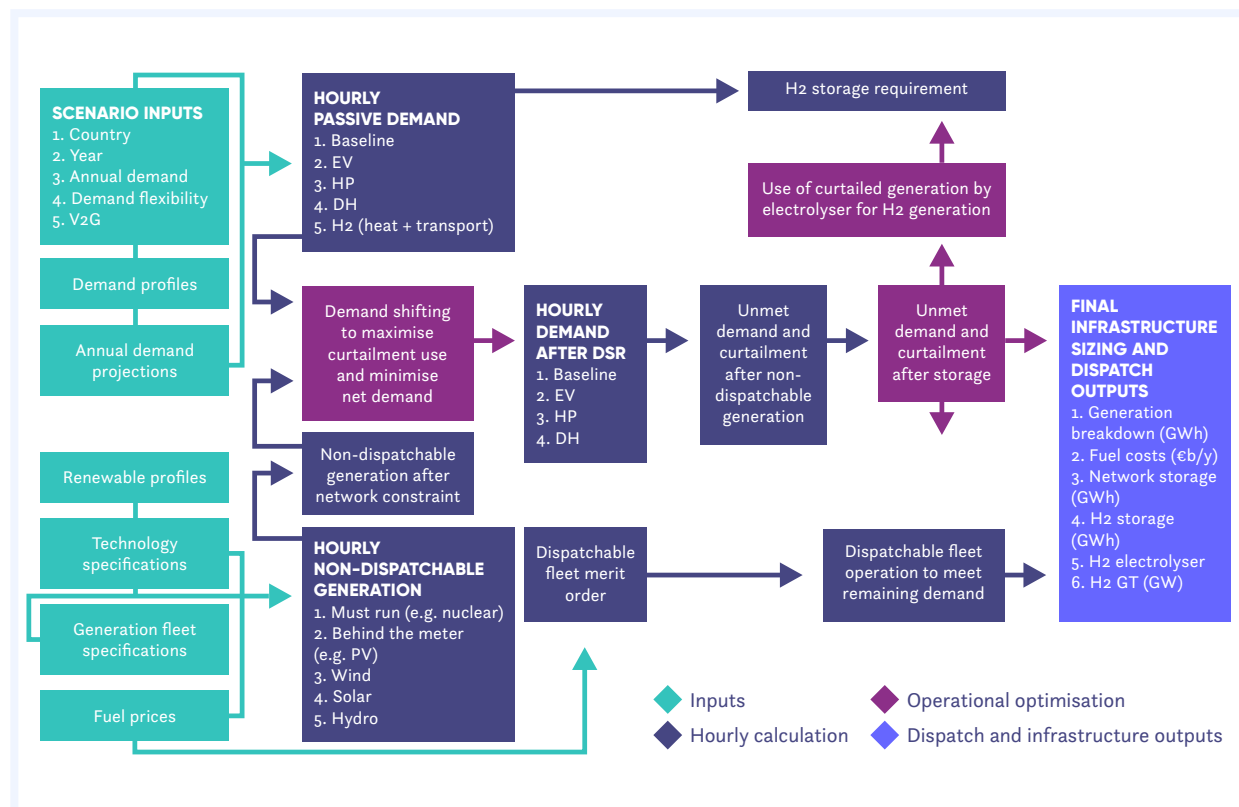 SCENARIO INPUTS
1. Country
2. Year
3. Annual demand
4. Demand flexibility
5. V2G
Demand profiles
Annual demand
projections
Renewable profiles
Technology
specifications
Generation fleet
specifications
Fuel prices
HOURLY
PASSIVE DEMAND
1. Baseline
2. EV
3. HP
4. DH
5. H2 (heat + transport)
Demand shifting
to maximise
curtailment use
and minimise
net demand
Non-dispatchable
generation after
network constraint
HOURLY
NON-DISPATCHABLE
GENERATION
1. Must run (e.g. nuclear)
2. Behind the meter
(e.g. PV)
3. Wind
4. Solar
5. Hydro
HOURLY
DEMAND
AFTER DSR
1. Baseline
2. EV
3. HP
4. DH
Dispatchable
fleet merit
order
Unmet
demand and
curtailment
after non-
dispatchable
generation
H2 storage requirement
Use of curtailed generation by
electrolyser for H2 generation
Unmet
demand and
curtailment
after storage
Dispatchable fleet
operation to meet
remaining demand
FINAL
INFRASTRUCTURE
SIZING AND
DISPATCH
OUTPUTS
1. Generation
breakdown (GWh)
2. Fuel costs (€b/y)
3. Network storage
(GWh)
4. H2 storage
(GWh)
5. H2 electrolyser
6. H2 GT (GW)
Inputs
Operational optimisation
Hourly calculation
Dispatch and infrastructure outputs